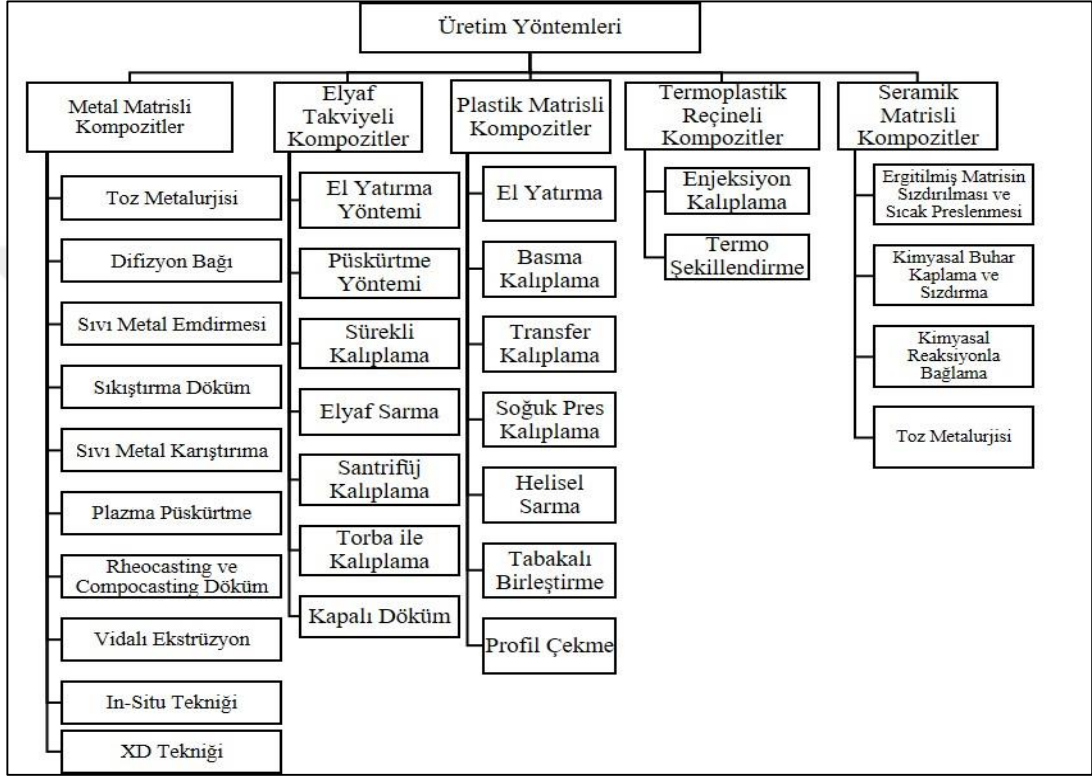 Üretim Yöntemleri
Metal Matrisli
Kompozitler
Toz Metalurjisi
Difizyon Bağı
Sıvı Metal Emdirmesi
Sıkıştırma Döküm
Sıvı Metal Karıştırıma
Plazma Püskürtme
Rheocasting ve
Compocasting Döküm
Vidalı Ekstrüzyon
In-Situ Tekniği
XD Tekniği
Elyaf
Takviyeli
Kompozitler
El Yatırma
Yöntemi
Püskürtme
Yöntemi
Sürekli
Kalıplama
Elyaf Sarma
Santrifüj
Kalıplama
Torba ile
Kalıplama
Kapalı Döküm
Plastik Matrisli
Kompozitler
El Yatırma
Basma
Kalıplama
Transfer
Kalıplama
Soğuk Pres
Kalıplama
Helisel
Sarma
Tabakalı
Birleştirme
Profil Çekme
Termoplastik
Reçineli
Kompozitler
Enjeksiyon
Kalıplama
Termo
Şekillendirme
Seramik
Matrisli
Kompozitler
Ergitilmiş Matrisin
Sızdırılması ve
Sıcak Preslenmesi
Kimyasal Buhar
Kaplama ve
Sızdırma
Kimyasal
Reaksiyonla
Bağlama
Toz Metalurjisi